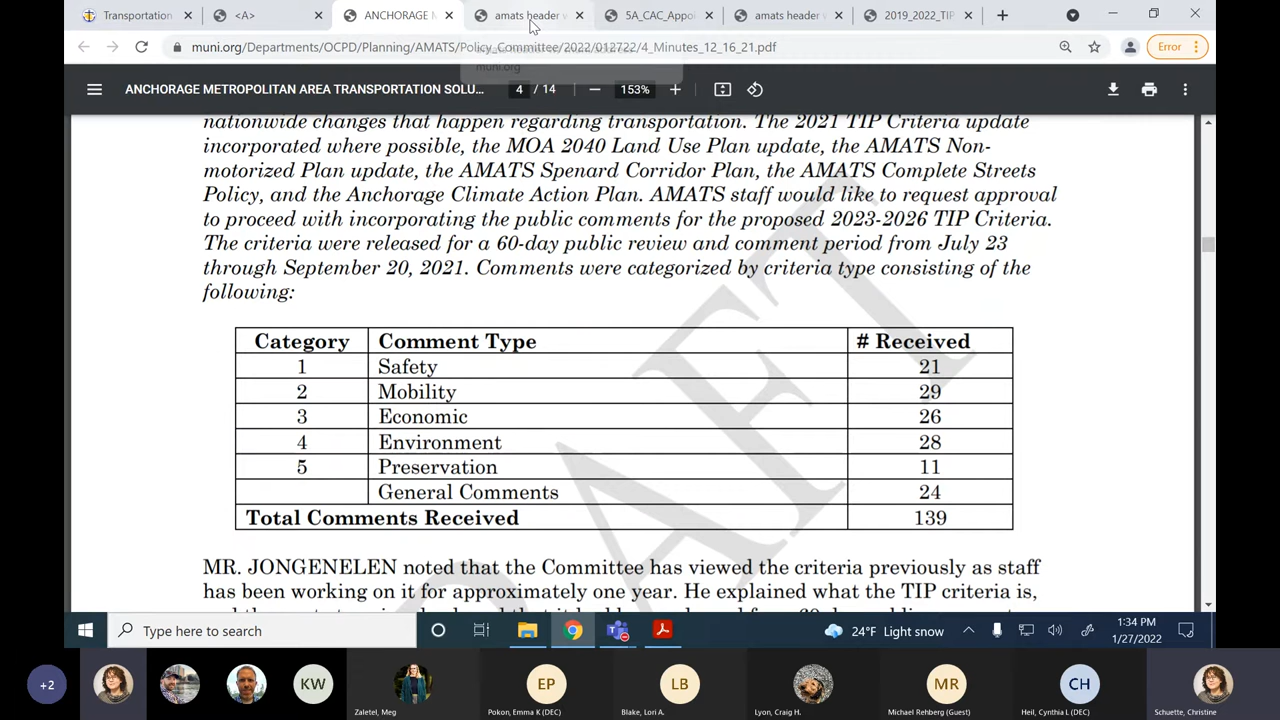 Transportation
<A>
ANCHORAGE M
amats header w
5A_CAC_Appoi
amats header w
2019_2022_TIP
muni.org/Departments/OCPD/Planning/AMATS/Policy_Committee/2022/012722/4_Minutes_12_16_21.pdf
Error
muni.org
ANCHORAGE METROPOLITAN AREA TRANSPORTATION SOLU...
4 / 14
153%
nationwide changes that happen regarding transportation. The 2021 TIP Criteria update
incorporated where possible, the MOA 2040 Land Use Plan update, the AMATS Non-
motorized Plan update, the AMATS Spenard Corridor Plan, the AMATS Complete Streets
Policy, and the Anchorage Climate Action Plan. AMATS staff would like to request approval
to proceed with incorporating the public comments for the proposed 2023-2026 TIP Criteria.
The criteria were released for a 60-day public review and comment period from July 23
through September 20, 2021. Comments were categorized by criteria type consisting of the
following:
Category Comment Type # Received
1 Safety 21
2 Mobility 29
3 Economic 26
4 Environment 28
5 Preservation 11
General Comments 24
Total Comments Received 139
DRAFT
MR. JONGENELEN noted that the Committee has viewed the criteria previously as staff
has been working on it for approximately one year. He explained what the TIP criteria is,
Type here to search
24°F Light snow
1:34 PM
1/27/2022
+2
KW
Zaletel, Meg
EP
Pokon, Emma K (DEC)
LB
Blake, Lori A.
Lyon, Craig H.
MR
Michael Rehberg (Guest)
CH
Heil, Cynthia L (DEC)
Schuette, Christine